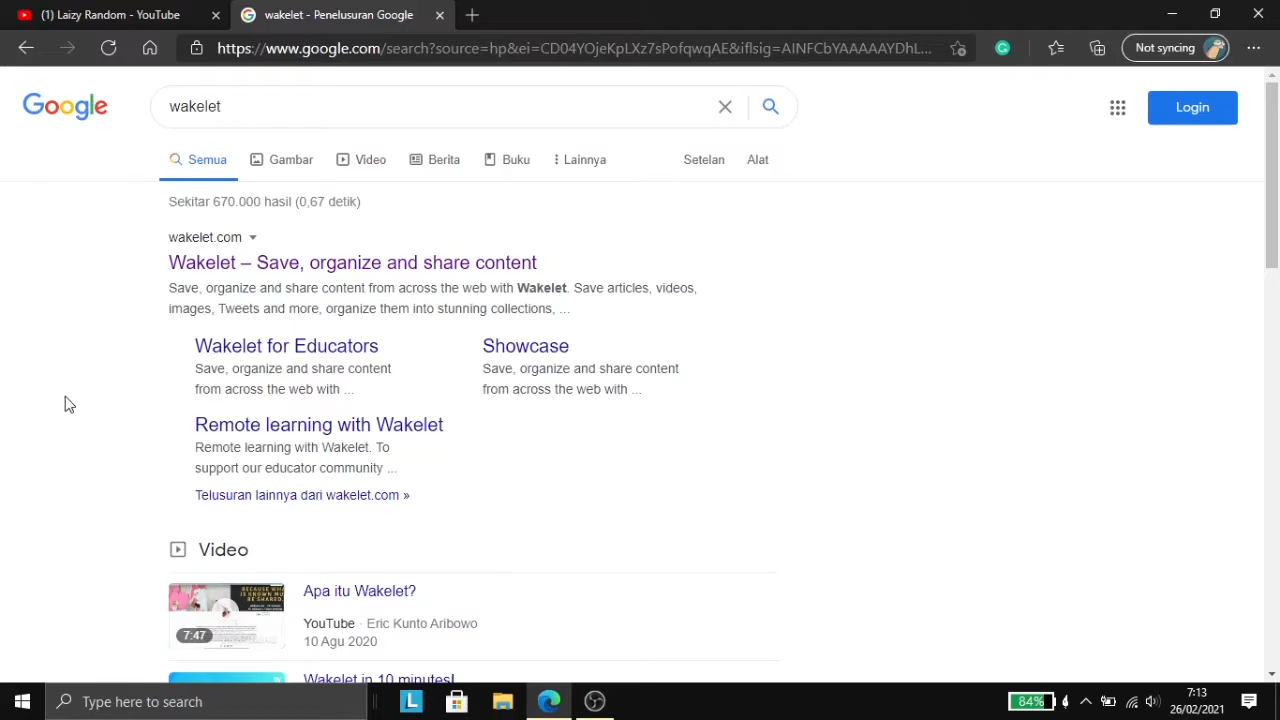 (1) Laizy Random - YouTube
wakelet - Penelusuran Google
https://www.google.com/search?source=hp&ei=CD04YOjeKpLXz7sPofqwqAE&iflsig=AINFCbYAAAAAYDhL...
Not syncing
Google
wakelet
Login
Semua
Gambar
Video
Berita
Buku
Lainnya
Setelan
Alat
Sekitar 670.000 hasil (0,67 detik)
wakelet.com
Wakelet – Save, organize and share content
Save, organize and share content from across the web with Wakelet. Save articles, videos,
images, Tweets and more, organize them into stunning collections, ...
Wakelet for Educators
Save, organize and share content
from across the web with ...
Showcase
Save, organize and share content
from across the web with ...
Remote learning with Wakelet
Remote learning with Wakelet. To
support our educator community ...
Telusuran lainnya dari wakelet.com »
Video
7:47
Apa itu Wakelet?
YouTube · Eric Kunto Aribowo
10 Agu 2020
Wakelet in 10 minutes!
Type here to search
L
84%
7:13
26/02/2021